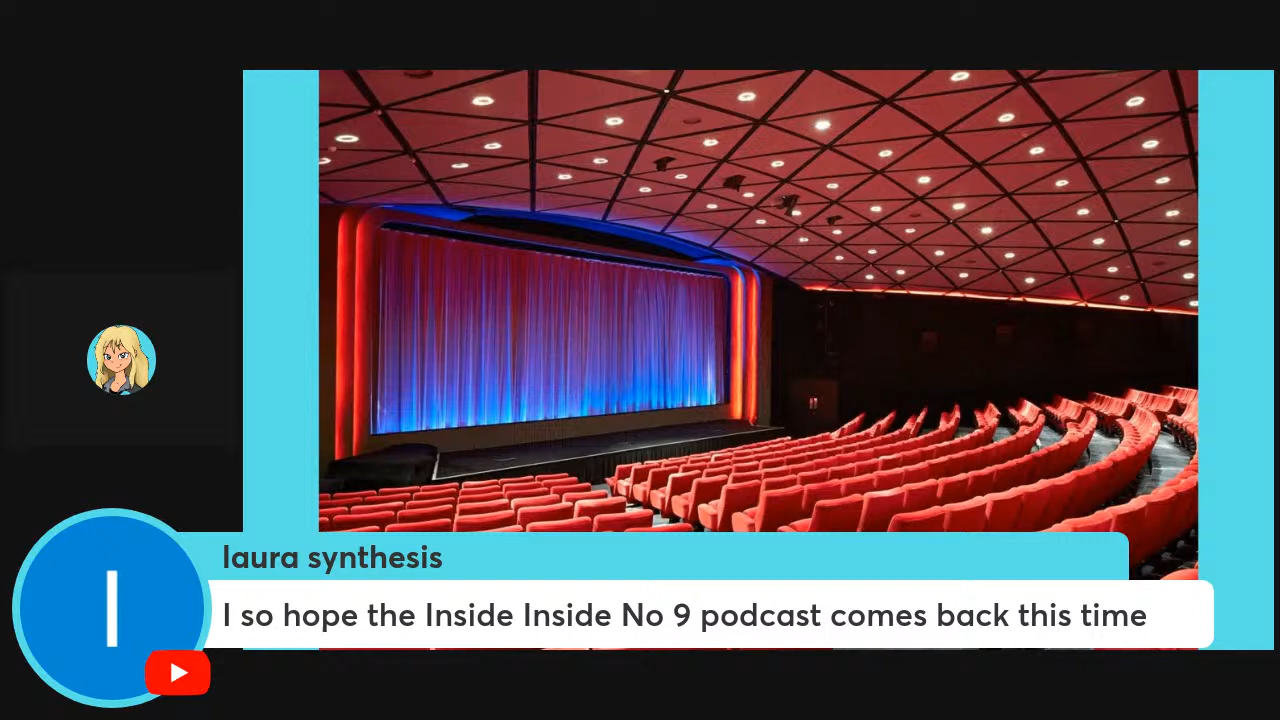 laura synthesis
I so hope the Inside Inside No 9 podcast comes back this time
l